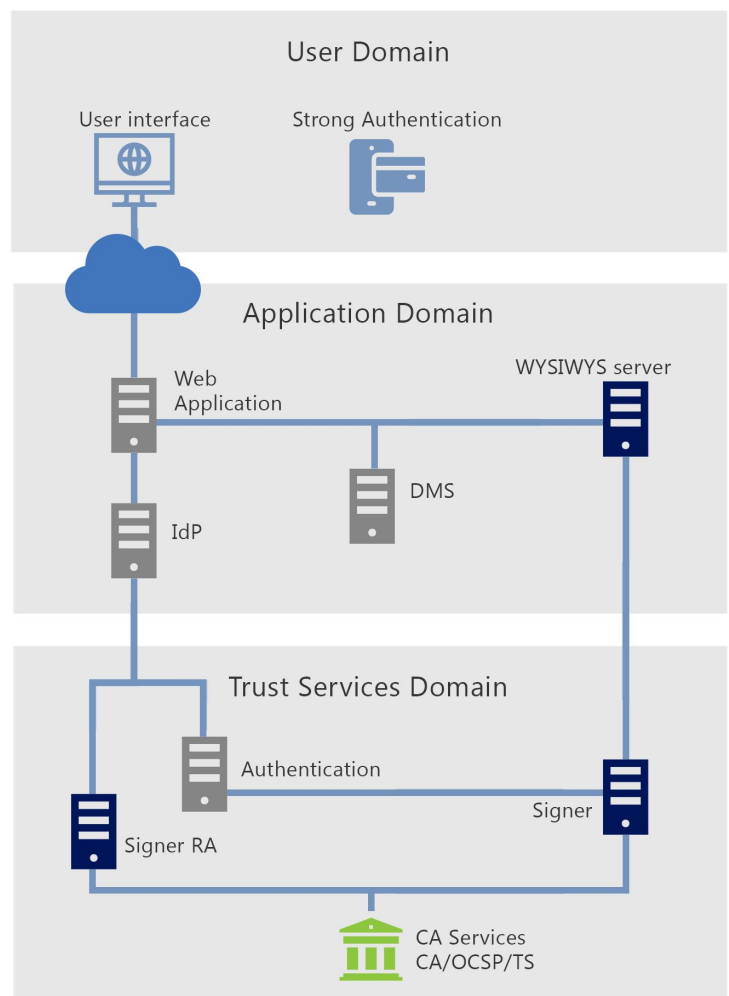 User Domain
User interface
Strong Authentication
Application Domain
WYSIWYS server
Web
Application
DMS
IdP
Trust Services Domain
Authentication
Signer
Signer RA
CA Services
CA/OCSP/TS